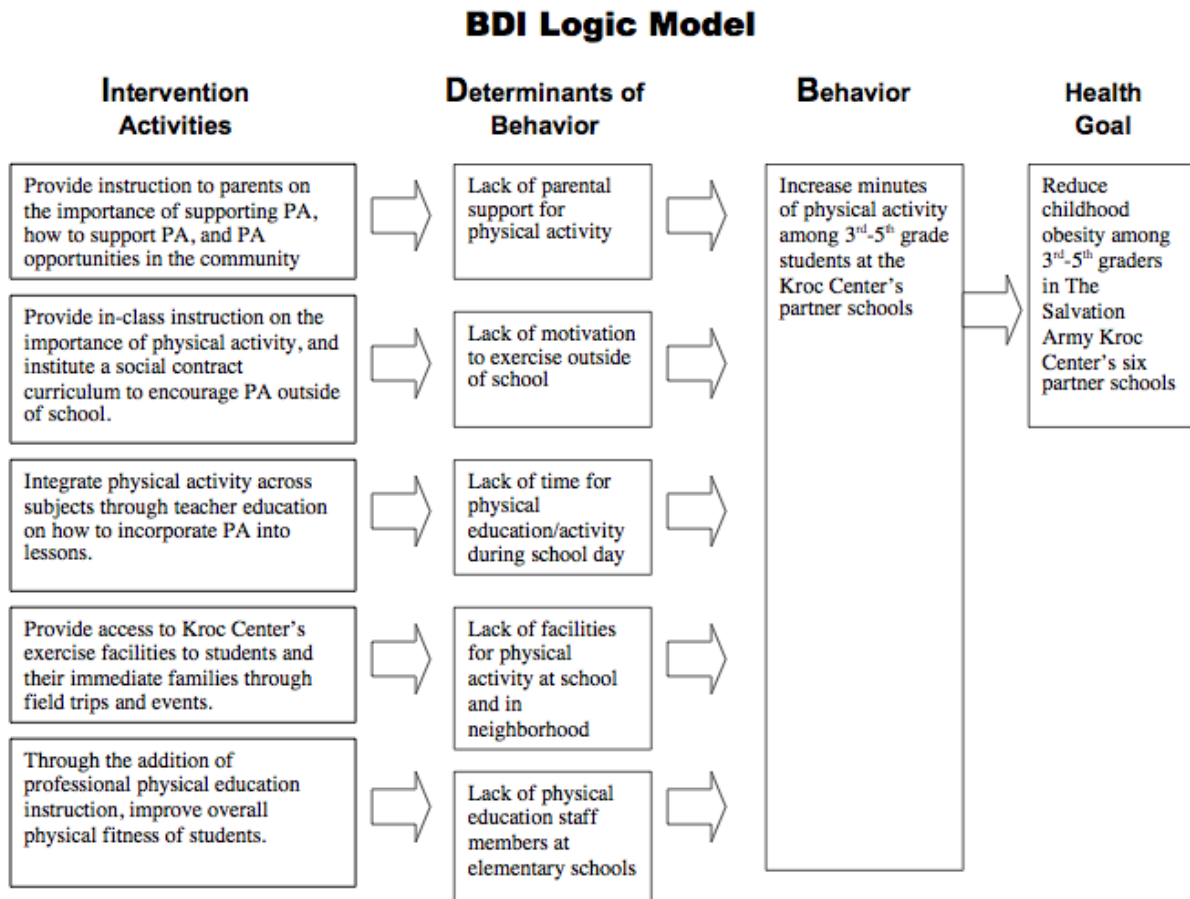 BDI Logic Model
Intervention
Activities
Determinants of
Behavior
Behavior
Health
Goal
Provide instruction to parents on
the importance of supporting PA,
how to support PA, and PA
opportunities in the community
Lack of parental
support for
physical activity
Increase minutes
of physical activity
among 3rd-5th grade
students at the
Kroc Center's
partner schools
Reduce
childhood
obesity among
3rd-5th graders
in The
Salvation
Army Kroc
Center's six
partner schools
Provide in-class instruction on the
importance of physical activity, and
institute a social contract
curriculum to encourage PA outside
of school.
Lack of motivation
to exercise outside
of school
Integrate physical activity across
subjects through teacher education
on how to incorporate PA into
lessons.
Lack of time for
physical
education/activity
during school day
Provide access to Kroc Center's
exercise facilities to students and
their immediate families through
field trips and events.
Lack of facilities
for physical
activity at school
and in
neighborhood
Through the addition of
professional physical education
instruction, improve overall
physical fitness of students.
Lack of physical
education staff
members at
elementary schools